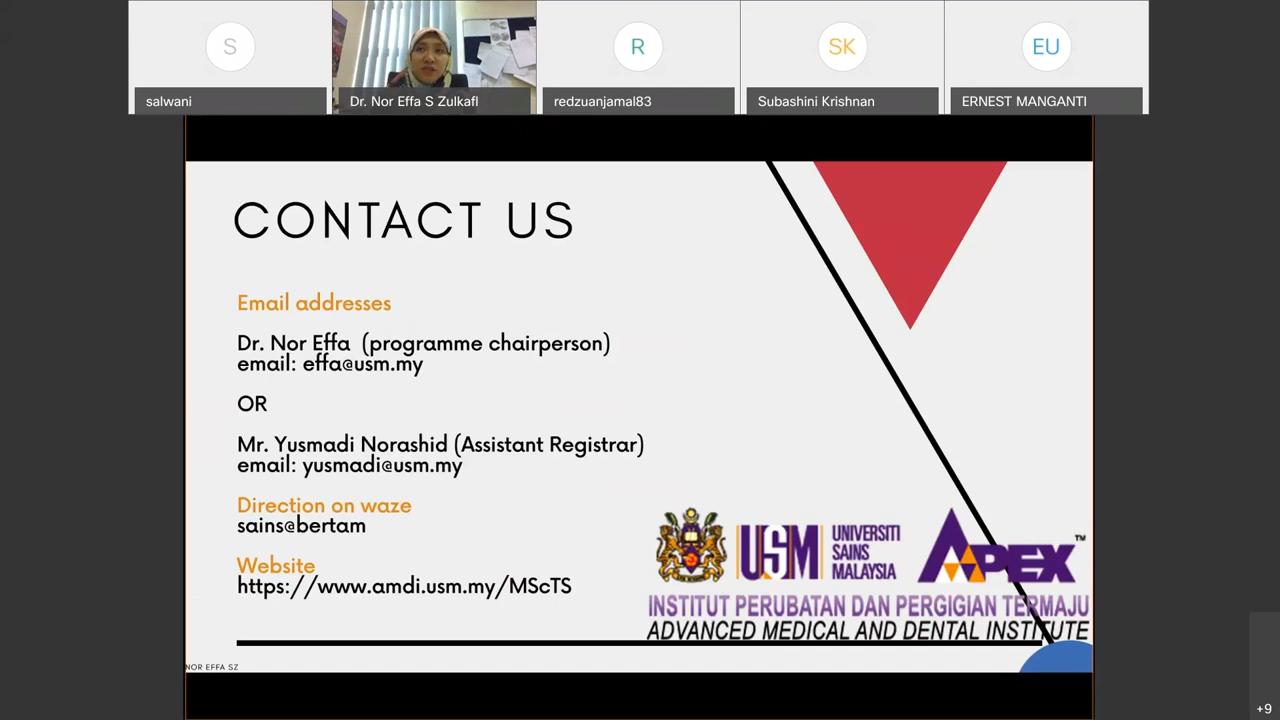 S
R
SK
EU
salwani
Dr. Nor Effa S Zulkafl
redzuanjamal83
Subashini Krishnan
ERNEST MANGANTI
CONTACT US
Email addresses
Dr. Nor Effa (programme chairperson)
email: effa@usm.my
OR
Mr. Yusmadi Norashid (Assistant Registrar)
email: yusmadi@usm.my
Direction on waze
sains@bertam
Website
https://www.amdi.usm.my/MScTS
USM
UNIVERSITI
SAINS
MALAYSIA
APEX™
INSTITUT PERUBATAN DAN PERGIGIAN TERMAJU
ADVANCED MEDICAL AND DENTAL INSTITUTE
NOR EFFA SZ
+9